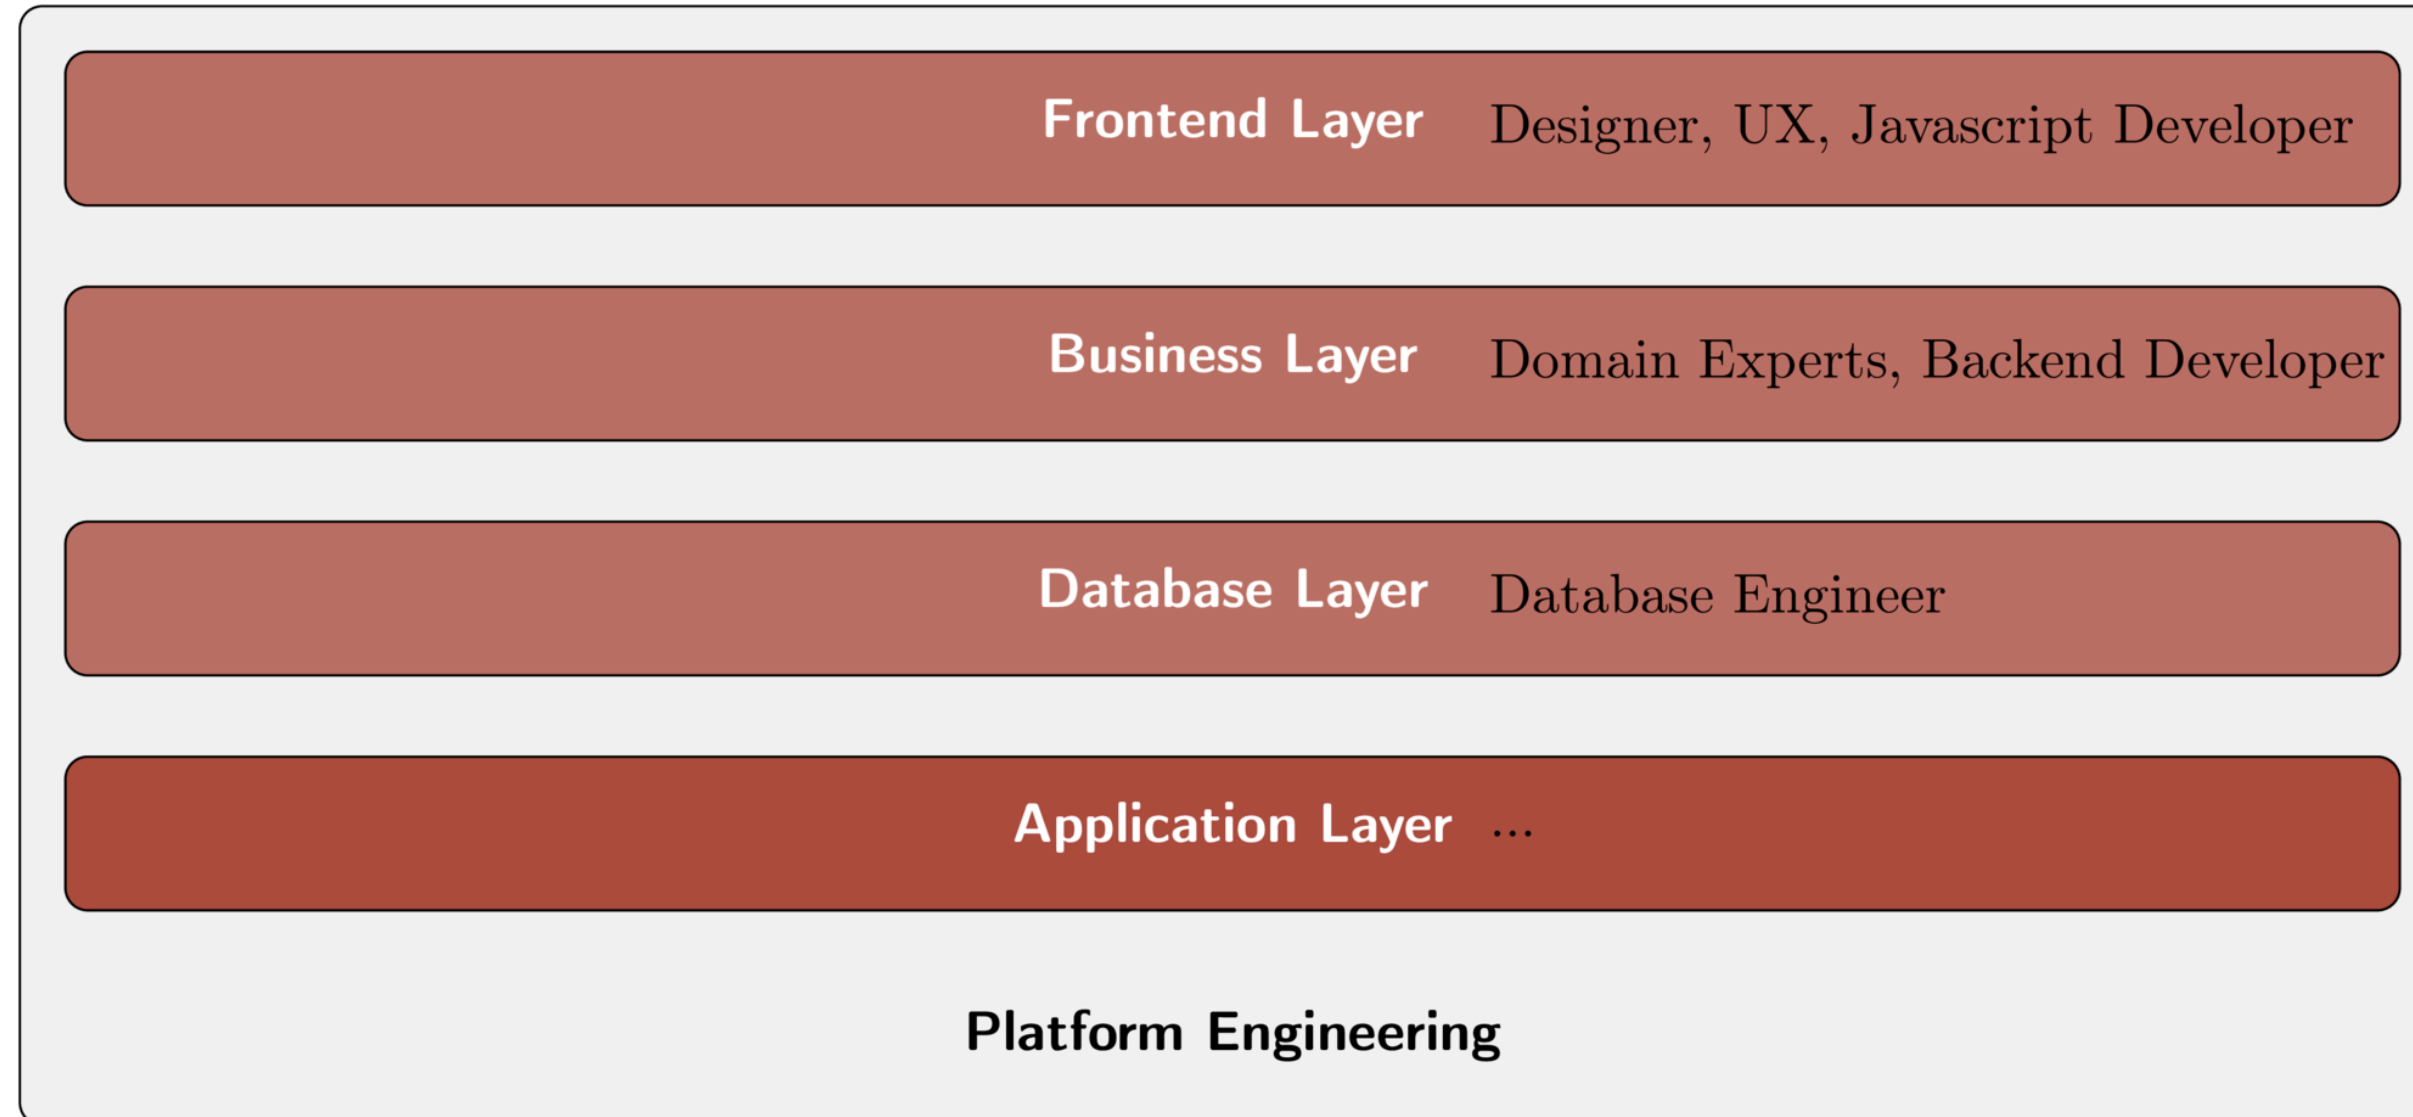 Frontend Layer Designer, UX, Javascript Developer
Business Layer Domain Experts, Backend Developer
Database Layer Database Engineer
Application Layer ...
Platform Engineering